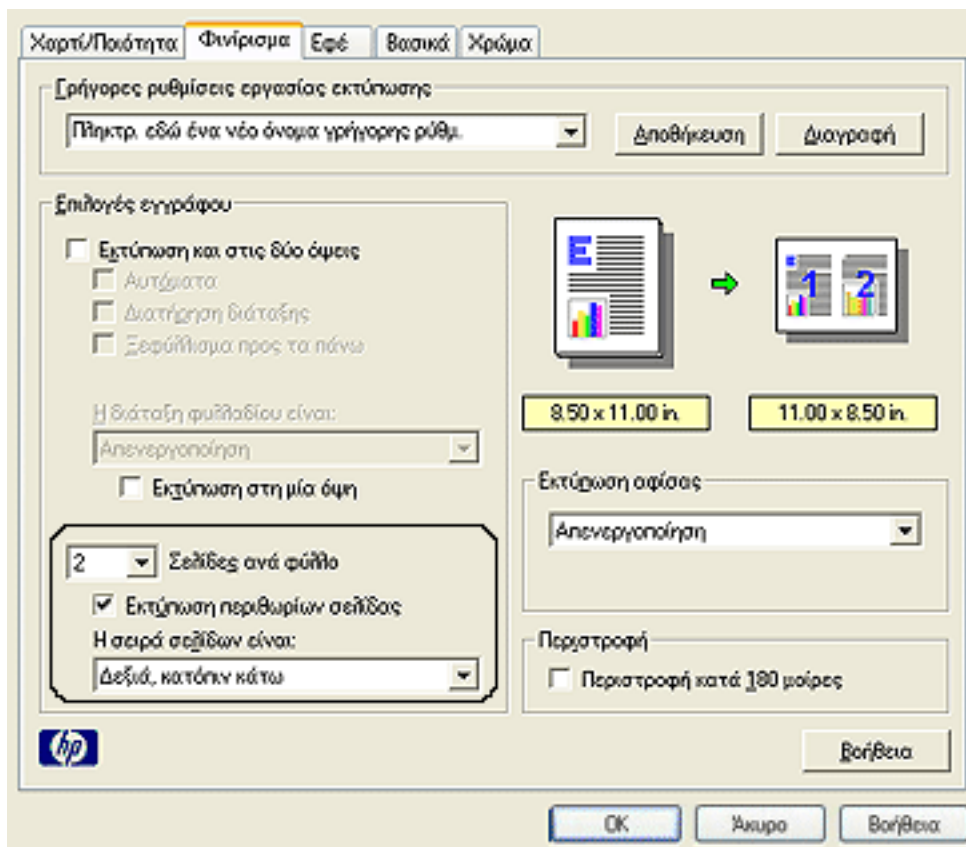 Χαρτί/Ποιότητα Φινίρισμα Εφέ Βασικά Χρώμα
Γρήγορες ρυθμίσεις εργασίας εκτύπωσης
Πληκτρ. εδώ ένα νέο όνομα γρήγορης ρύθμ. Αποθήκευση Διαγραφή
Επιλογές εγγράφου
Εκτύπωση και στις δύο όψεις
Αυτόματα
Διατήρηση διάταξης
Ξεφύλλισμα προς τα πάνω
Η διάταξη φυλλαδίου είναι:
Απενεργοποίηση
Εκτύπωση στη μία όψη
2 Σελίδες ανά φύλλο
Εκτύπωση περιθωρίων σελίδας
Η σειρά σελίδων είναι:
Δεξιά, κατόπιν κάτω
E
1 2
8.50 x 11.00 in. 11.00 x 8.50 in.
Εκτύπωση αφίσας
Απενεργοποίηση
Περιστροφή
Περιστροφή κατά 180 μοίρες
hp
Βοήθεια
OK Άκυρο Βοήθεια